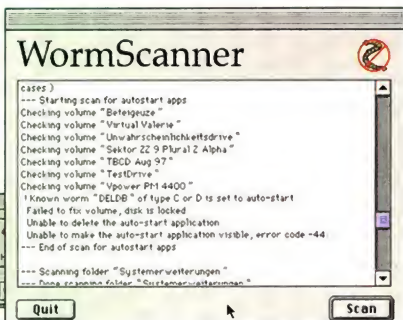 WormScanner
cases )
--- Starting scan for autostart apps
Checking volume "Beteigeuze"
Checking volume "Virtual Valerie"
Checking volume "Unwahrscheinlichkeitsdrive"
Checking volume "Sektor ZZ 9 Plural Z Alpha"
Checking volume "TBCD Aug 97"
Checking volume "TestDrive"
Checking volume "Vpower PM 4400"
! Known worm "DELDB" of type C or D is set to auto-start
Failed to fix volume, disk is locked
Unable to delete the auto-start application
Unable to make the auto-start application visible, error code -44
--- End of scan for autostart apps
--- Scanning folder "Systemerweiterungen"
--- Done scanning folder "Systemerweiterungen"
Quit
Scan